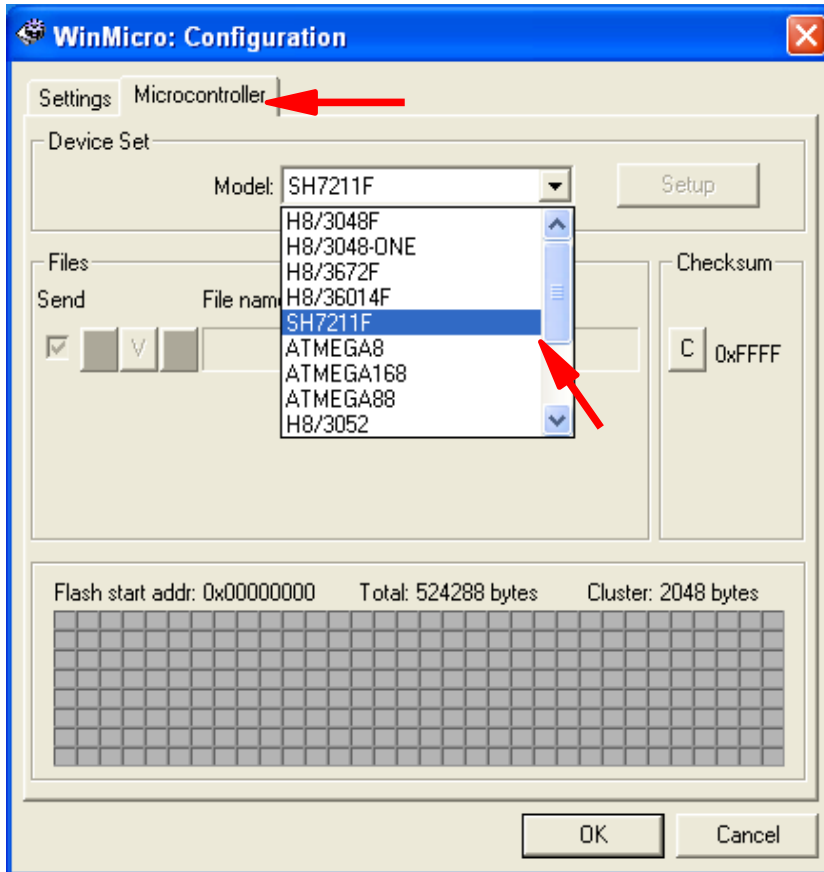 WinMicro: Configuration
Settings Microcontroller
Device Set
Model: SH7211F Setup
H8/3048F
H8/3048-ONE
H8/3672F
H8/36014F
SH7211F
ATMEGA8
ATMEGA168
ATMEGA88
H8/3052
Files
Send File name
V
Checksum
C 0xFFFF
Flash start addr: 0x00000000 Total: 524288 bytes Cluster: 2048 bytes
OK Cancel